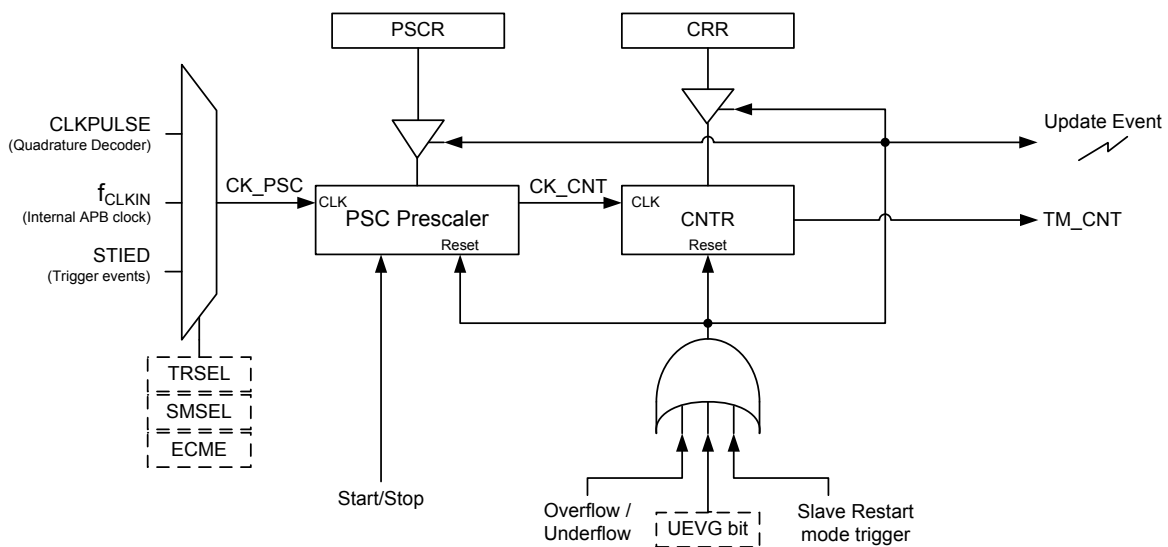 PSCR
CRR
CLKPULSE
(Quadrature Decoder)
Update Event
fCLKIN
(Internal APB clock)
CK_PSC
CLK
PSC Prescaler
Reset
CK_CNT
CLK
CNTR
Reset
TM_CNT
STIED
(Trigger events)
TRSEL
SMSEL
ECME
Start/Stop
Overflow /
Underflow
UEVG bit
Slave Restart
mode trigger